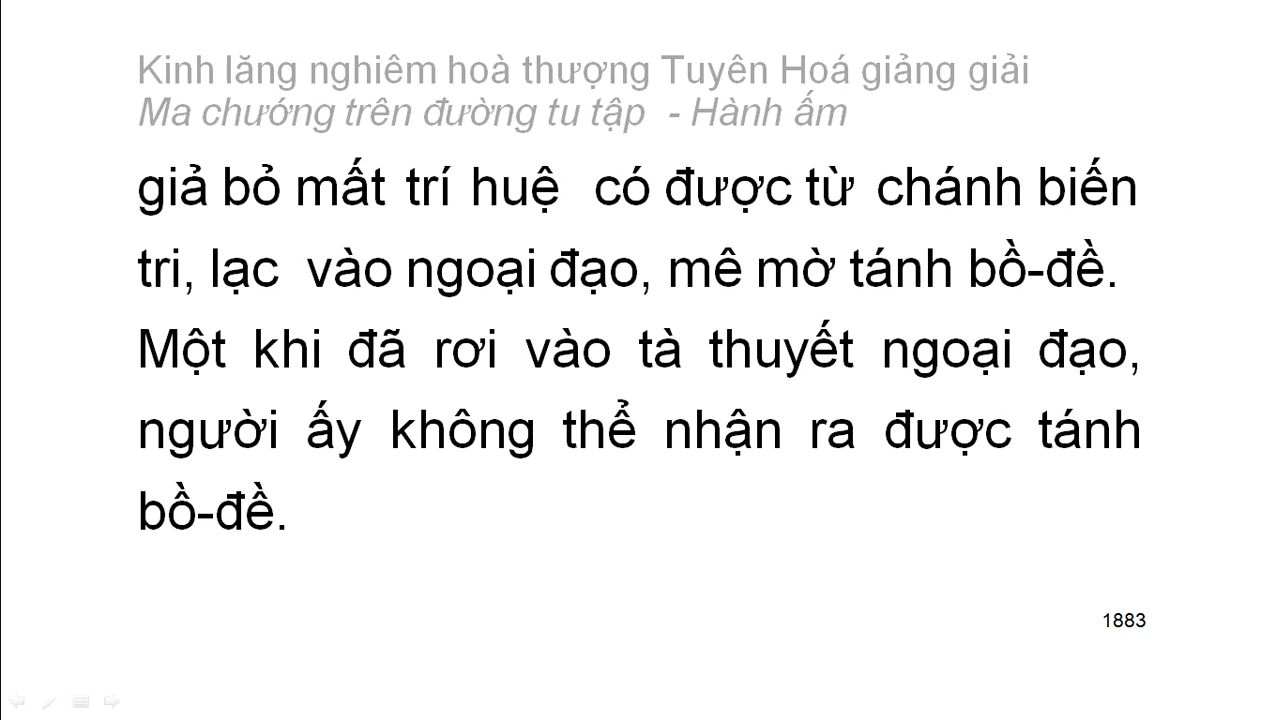 Kinh lăng nghiêm hoà thượng Tuyên Hoá giảng giải
Ma chướng trên đường tu tập - Hành ấm
giả bỏ mất trí huệ có được từ chánh biến
tri, lạc vào ngoại đạo, mê mờ tánh bồ-đề.
Một khi đã rơi vào tà thuyết ngoại đạo,
người ấy không thể nhận ra được tánh
bồ-đề.
1883